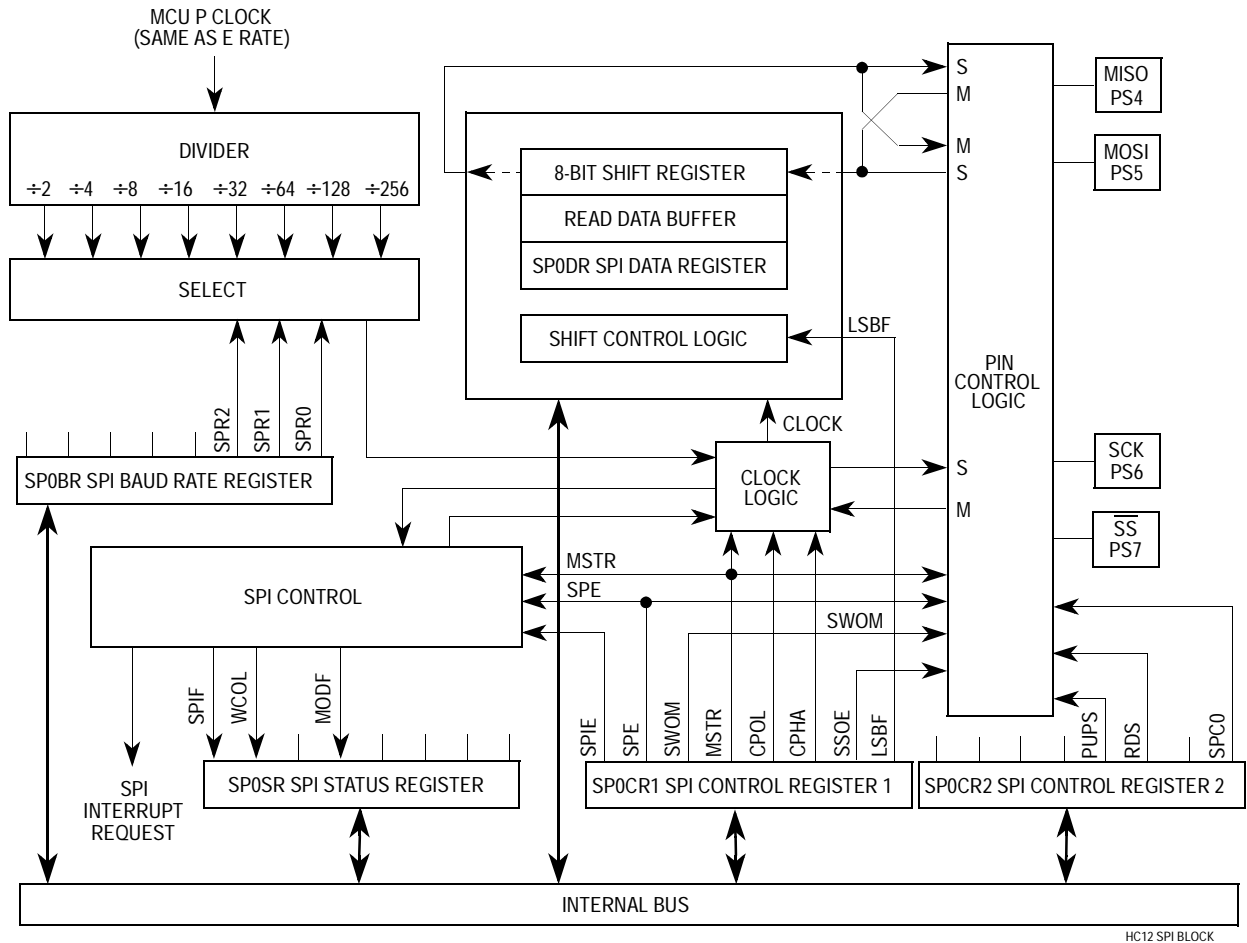 MCU P CLOCK
(SAME AS E RATE)
DIVIDER
÷2 ÷4 ÷8 ÷16 ÷32 ÷64 ÷128 ÷256
SELECT
SPR2
SPR1
SPR0
SP0BR SPI BAUD RATE REGISTER
8-BIT SHIFT REGISTER
READ DATA BUFFER
SP0DR SPI DATA REGISTER
SHIFT CONTROL LOGIC
LSBF
CLOCK
CLOCK
LOGIC
S
M
M
S
S
M
PIN
CONTROL
LOGIC
MISO
PS4
MOSI
PS5
SCK
PS6
SS
PS7
SPI CONTROL
MSTR
SPE
SWOM
SPIF
WCOL
MODF
SPI
INTERRUPT
REQUEST
SP0SR SPI STATUS REGISTER
SPIE
SPE
SWOM
MSTR
CPOL
CPHA
SSOE
LSBF
SP0CR1 SPI CONTROL REGISTER 1
PUPS
RDS
SPC0
SP0CR2 SPI CONTROL REGISTER 2
INTERNAL BUS
HC12 SPI BLOCK